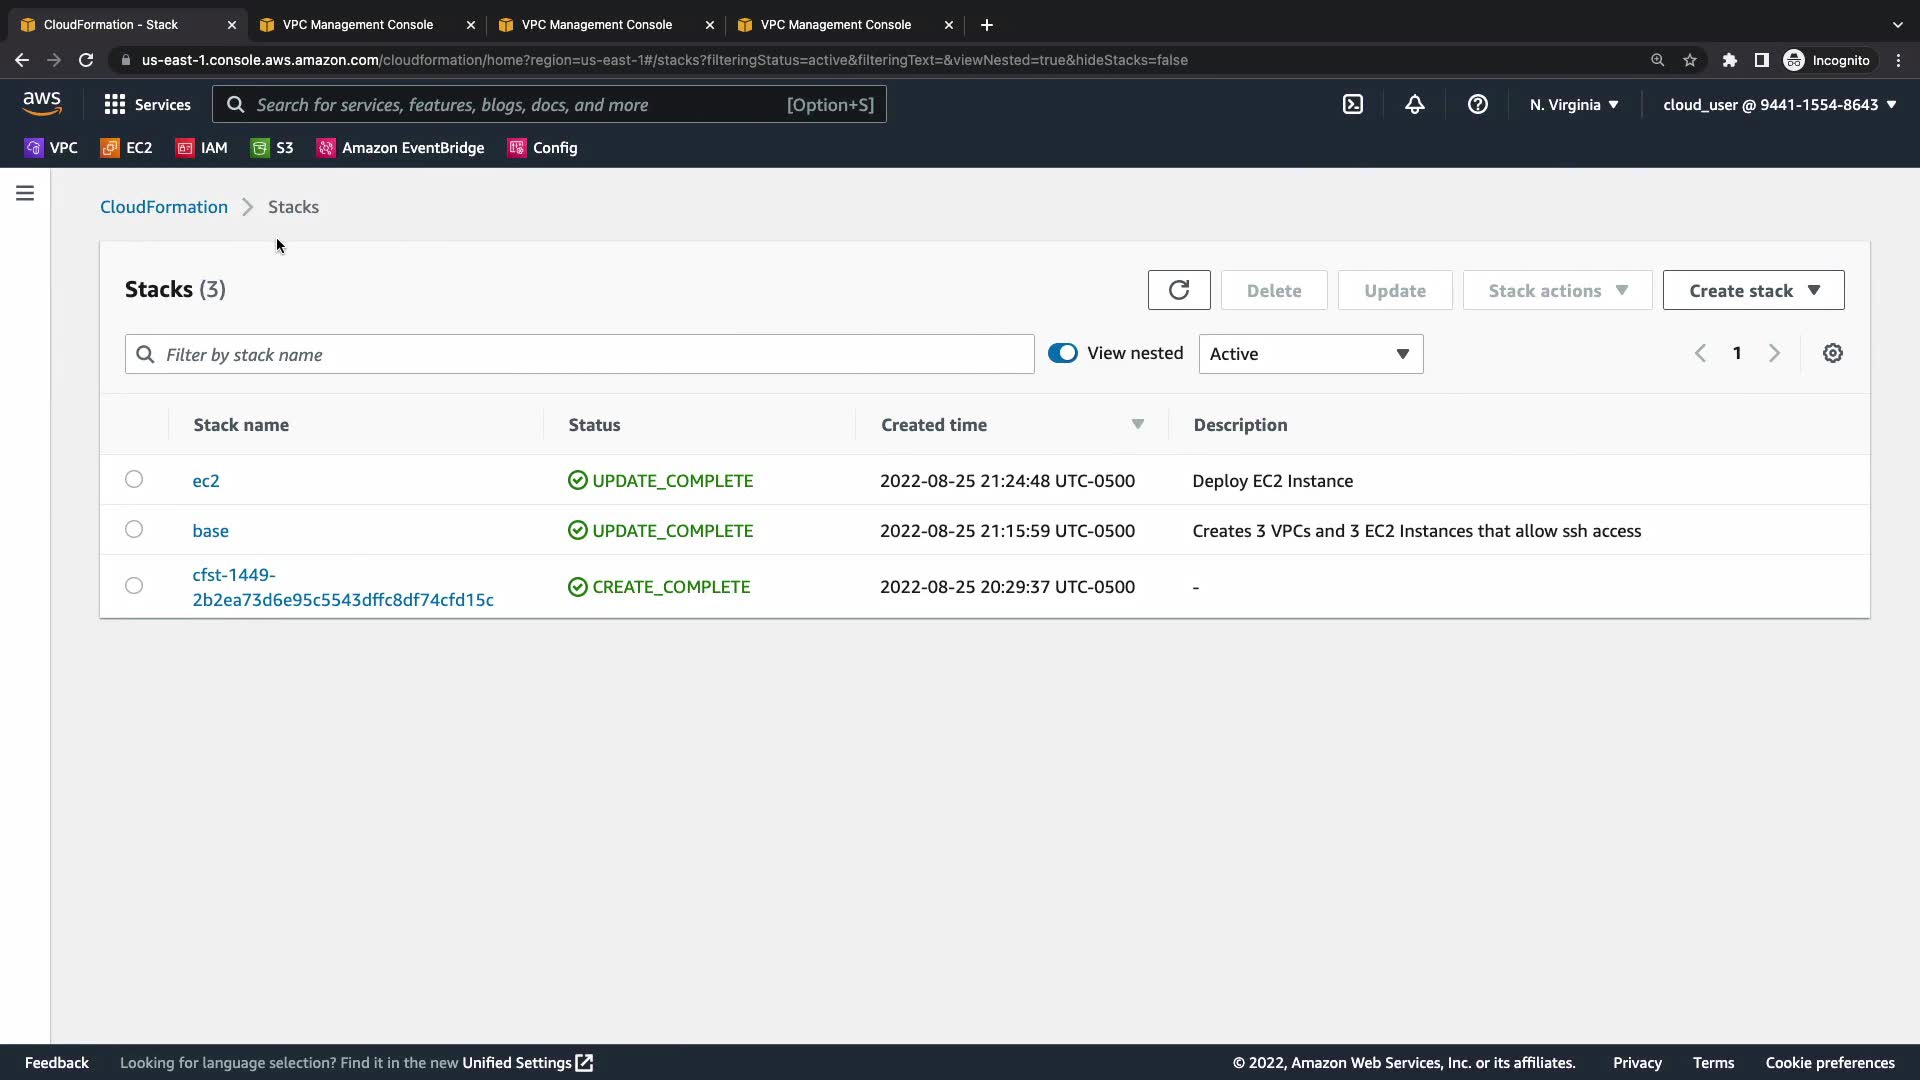 CloudFormation - Stack
VPC Management Console
VPC Management Console
VPC Management Console
us-east-1.console.aws.amazon.com/cloudformation/home?region=us-east-1#/stacks?filteringStatus=active&filteringText=&viewNested=true&hideStacks=false
Incognito
aws
Services
Search for services, features, blogs, docs, and more
[Option+S]
N. Virginia
cloud_user @ 9441-1554-8643
VPC
EC2
IAM
S3
Amazon EventBridge
Config
CloudFormation
Stacks
Stacks (3)
Delete
Update
Stack actions
Create stack
Filter by stack name
View nested
Active
1
Stack name
Status
Created time
Description
ec2
UPDATE_COMPLETE
2022-08-25 21:24:48 UTC-0500
Deploy EC2 Instance
base
UPDATE_COMPLETE
2022-08-25 21:15:59 UTC-0500
Creates 3 VPCs and 3 EC2 Instances that allow ssh access
cfst-1449-
2b2ea73d6e95c5543dffc8df74cfd15c
CREATE_COMPLETE
2022-08-25 20:29:37 UTC-0500
-
Feedback
Looking for language selection? Find it in the new Unified Settings
© 2022, Amazon Web Services, Inc. or its affiliates.
Privacy
Terms
Cookie preferences